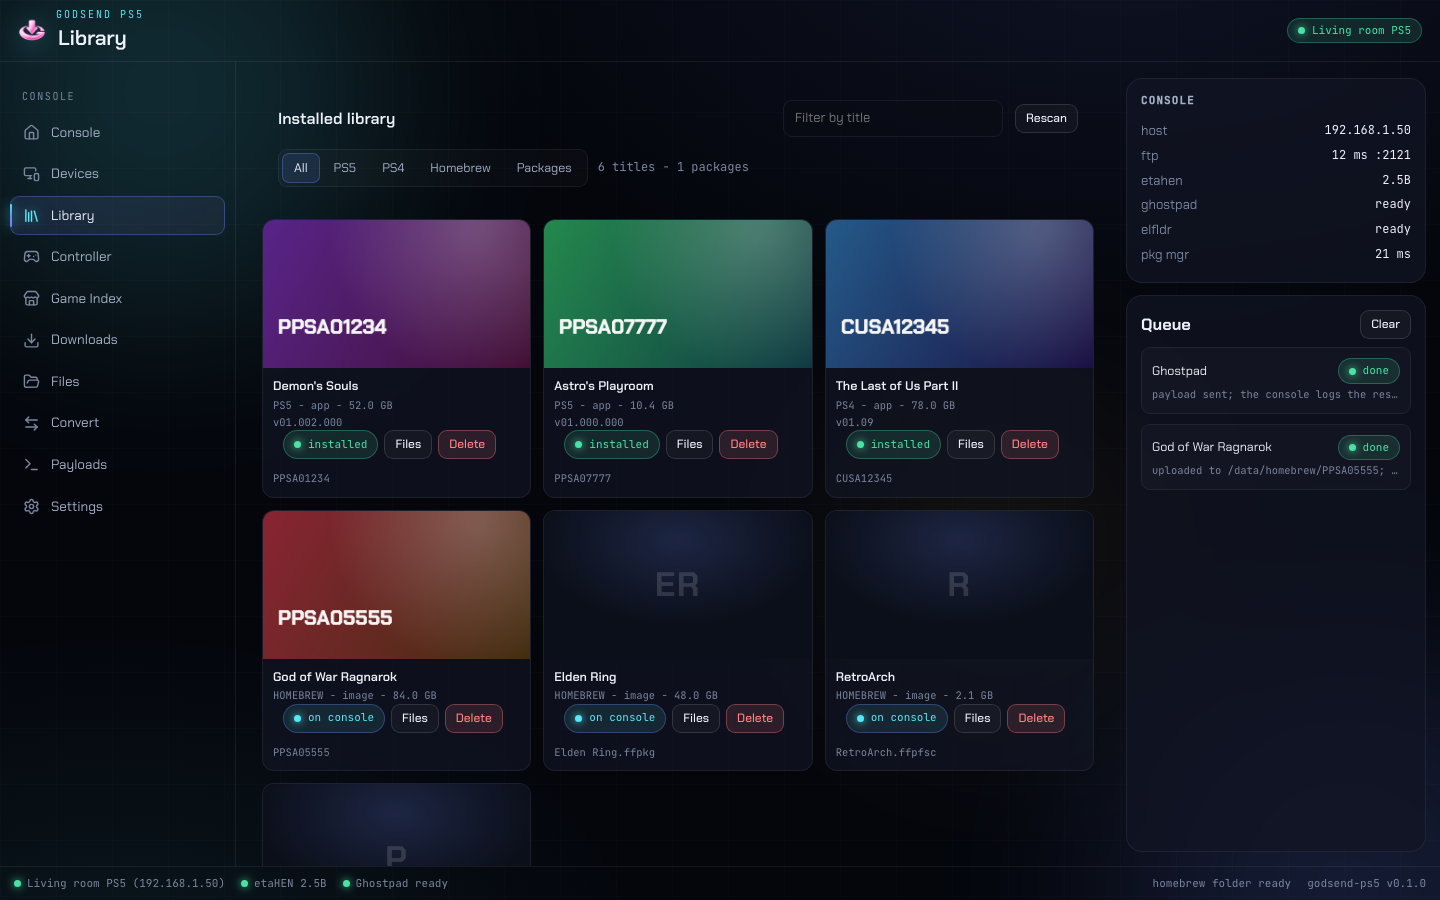 GODSEND PS5
Library
Living room PS5
CONSOLE
Console
Devices
Library
Controller
Game Index
Downloads
Files
Convert
Payloads
Settings
Installed library
Filter by title
Rescan
All PS5 PS4 Homebrew Packages 6 titles - 1 packages
PPSA01234
Demon's Souls
PS5 - app - 52.0 GB
v01.002.000
installed Files Delete
PPSA01234
PPSA07777
Astro's Playroom
PS5 - app - 10.4 GB
v01.000.000
installed Files Delete
PPSA07777
CUSA12345
The Last of Us Part II
PS4 - app - 78.0 GB
v01.09
installed Files Delete
CUSA12345
PPSA05555
God of War Ragnarok
HOMEBREW - image - 84.0 GB
on console Files Delete
PPSA05555
ER
Elden Ring
HOMEBREW - image - 48.0 GB
on console Files Delete
Elden Ring.ffpkg
R
RetroArch
HOMEBREW - image - 2.1 GB
on console Files Delete
RetroArch.ffpfsc
P
CONSOLE
host 192.168.1.50
ftp 12 ms :2121
etahen 2.5B
ghostpad ready
elfldr ready
pkg mgr 21 ms
Queue Clear
Ghostpad done
payload sent; the console logs the res…
God of War Ragnarok done
uploaded to /data/homebrew/PPSA05555; …
Living room PS5 (192.168.1.50) etaHEN 2.5B Ghostpad ready
homebrew folder ready godsend-ps5 v0.1.0